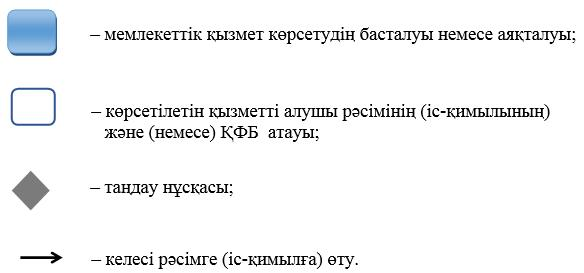 – мемлекеттік қызмет көрсетудің басталуы немесе аяқталуы;
– көрсетілетін қызметті алушы рәсімінің (іс-қимылының)
және (немесе) ҚФБ атауы;
– таңдау нұсқасы;
– келесі рәсімге (іс-қимылға) өту.